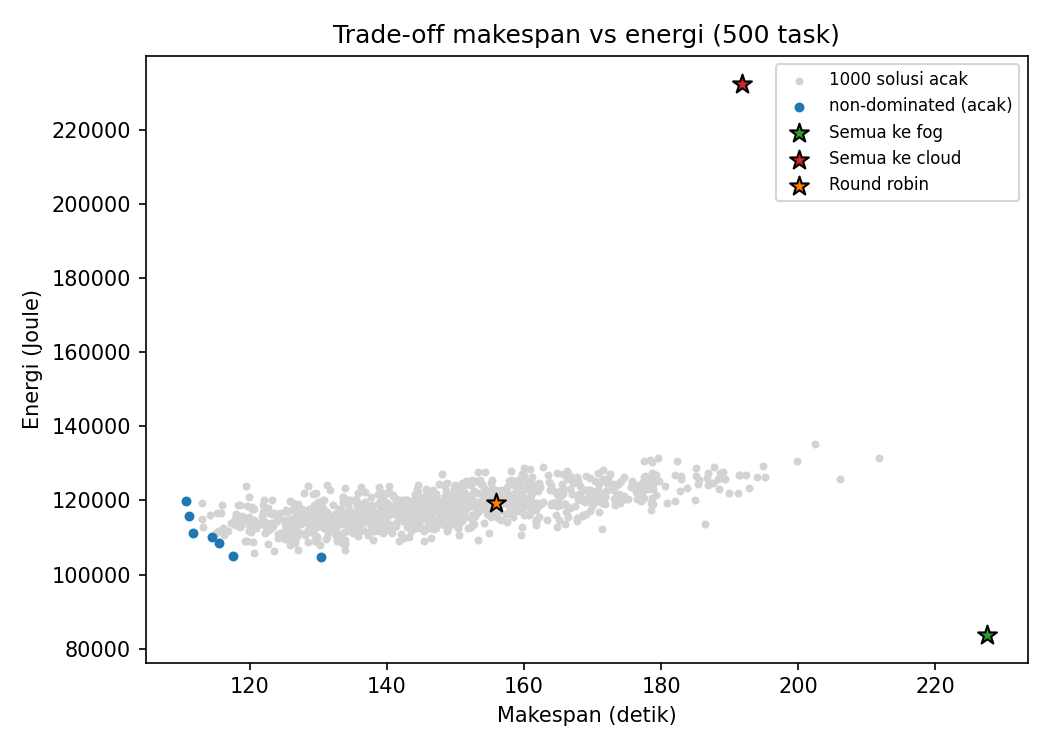 Trade-off makespan vs energi (500 task)
1000 solusi acak
non-dominated (acak)
Semua ke fog
Semua ke cloud
Round robin
Energi (Joule)
220000
200000
180000
160000
140000
120000
100000
80000
120 140 160 180 200 220
Makespan (detik)